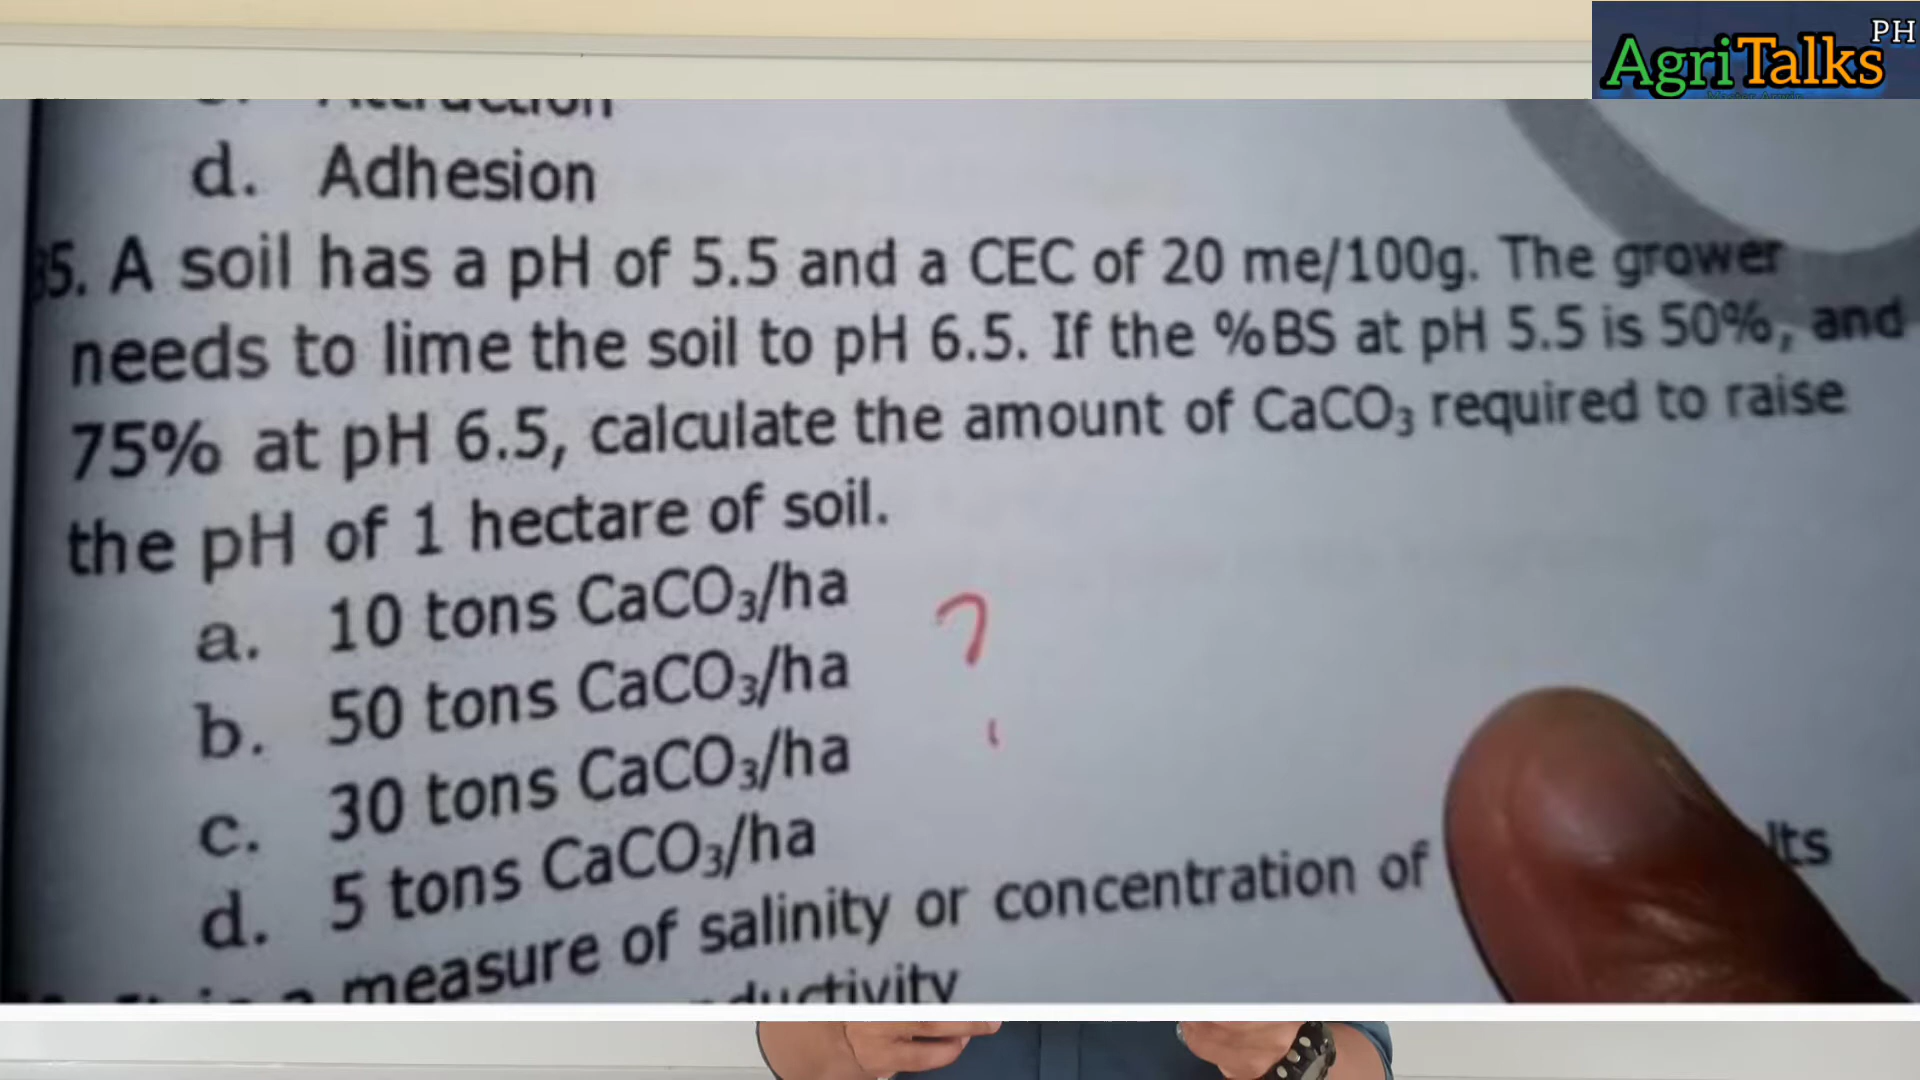 PH
AgriTalks
d. Adhesion
35. A soil has a pH of 5.5 and a CEC of 20 me/100g. The grower
needs to lime the soil to pH 6.5. If the %BS at pH 5.5 is 50%, and
75% at pH 6.5, calculate the amount of CaCO₃ required to raise
the pH of 1 hectare of soil.
a. 10 tons CaCO₃/ha
b. 50 tons CaCO₃/ha
c. 30 tons CaCO₃/ha
d. 5 tons CaCO₃/ha
?
measure of salinity or concentration of